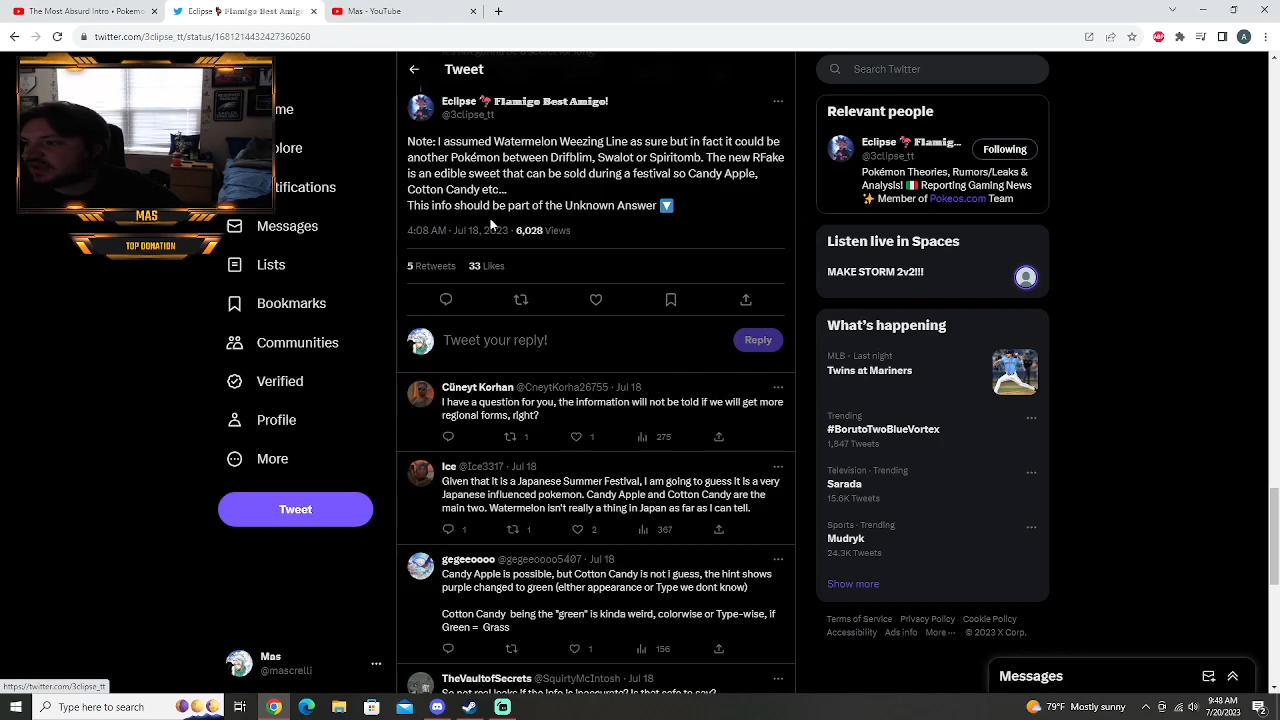 The Most Absurd Intro - Pokemo
Eclipse 🦩 Flamigo Best Amigo
Mas - YouTube
twitter.com/3clipse_tt/status/1681214432427360260
Tweet
Search Twitter
Eclipse 🦩 Flamigo Best Amigo!
@3clipse_tt
Note: I assumed Watermelon Weezing Line as sure but in fact it could be
another Pokémon between Drifblim, Swalot or Spiritomb. The new RFake
is an edible sweet that can be sold during a festival so Candy Apple,
Cotton Candy etc...
This info should be part of the Unknown Answer
4:08 AM · Jul 18, 2023 · 6,028 Views
5 Retweets 33 Likes
Tweet your reply!
Reply
Cüneyt Korhan @CneytKorha26755 · Jul 18
I have a question for you, the information will not be told if we will get more
regional forms, right?
1 1 275
Ice @Ice3317 · Jul 18
Given that it is a Japanese Summer Festival, I am going to guess it is a very
Japanese influenced pokemon. Candy Apple and Cotton Candy are the
main two. Watermelon isn't really a thing in Japan as far as I can tell.
1 1 2 367
gegeeoooo @gegeeoooo5407 · Jul 18
Candy Apple is possible, but Cotton Candy is not i guess, the hint shows
purple changed to green (either appearance or Type we dont know)
Cotton Candy being the "green" is kinda weird, colorwise or Type-wise, if
Green = Grass
1 156
TheVaultofSecrets @SquirtyMcIntosh · Jul 18
me
plore
tifications
Messages
Lists
Bookmarks
Communities
Verified
Profile
More
Tweet
Mas
@mascrelli
MAS
TOP DONATION
Relevant people
Eclipse 🦩 Flamig...
@3clipse_tt
Following
Pokémon Theories, Rumors/Leaks &
Analysis! Reporting Gaming News
✨ Member of Pokeos.com Team
Listen live in Spaces
MAKE STORM 2v2!!!
What's happening
MLB · Last night
Twins at Mariners
Trending
#BorutoTwoBlueVortex
1,847 Tweets
Television · Trending
Sarada
15.6K Tweets
Sports · Trending
Mudryk
24.3K Tweets
Show more
Terms of Service Privacy Policy Cookie Policy
Accessibility Ads info More ··· © 2023 X Corp.
Messages
https://twitter.com/3clipse_tt
Type here to search
79°F Mostly sunny
9:48 AM
7/20/2023